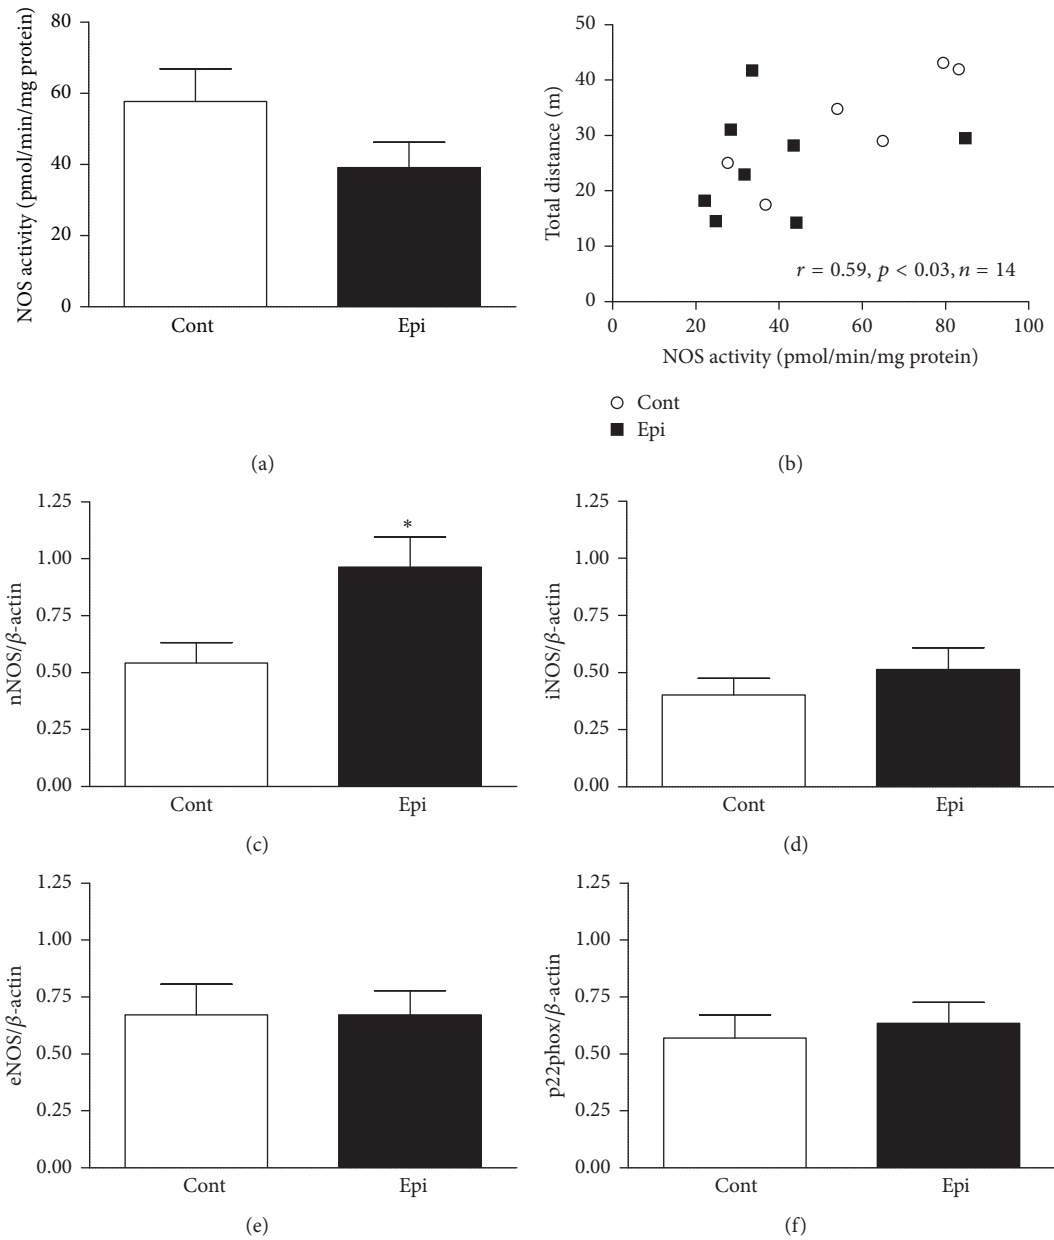 NOS activity (pmol/min/mg protein)
80
60
40
20
0
Cont
Epi
(a)
Total distance (m)
50
40
30
20
10
0
r = 0.59, p < 0.03, n = 14
0
20
40
60
80
100
NOS activity (pmol/min/mg protein)
Cont
Epi
(b)
nNOS/β-actin
1.25
1.00
0.75
0.50
0.25
0.00
*
Cont
Epi
(c)
iNOS/β-actin
1.25
1.00
0.75
0.50
0.25
0.00
Cont
Epi
(d)
eNOS/β-actin
1.25
1.00
0.75
0.50
0.25
0.00
Cont
Epi
(e)
p22phox/β-actin
1.25
1.00
0.75
0.50
0.25
0.00
Cont
Epi
(f)